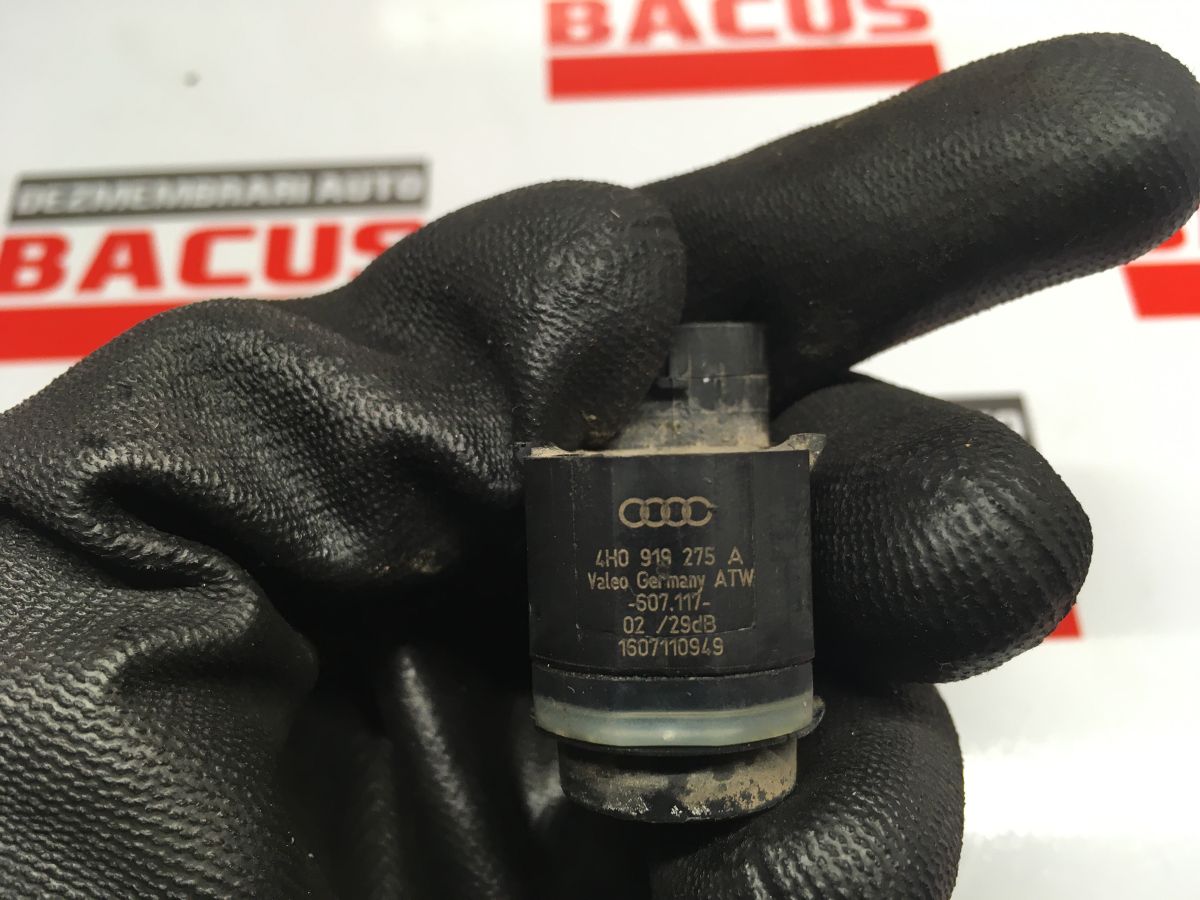 BACUS
DEZMEMBRARI AUTO
BACUS
4H0 919 275 A
Valeo Germany ATW
-607.117-
02 /29dB
1607110949